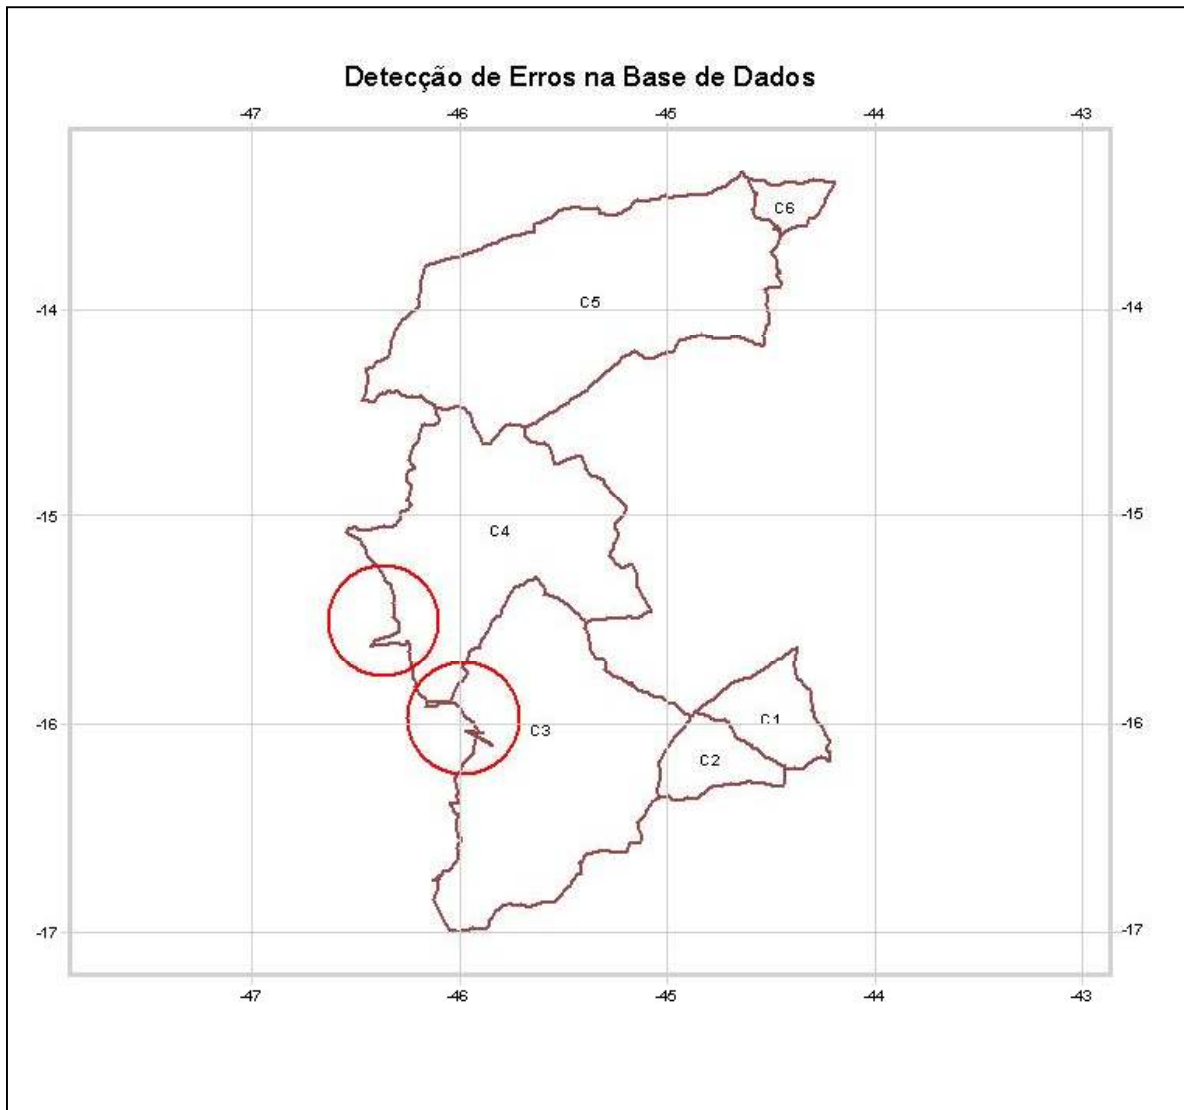 Detecção de Erros na Base de Dados
-47 -46 -45 -44 -43
C6
C5
-14 -14
-15 -15
C4
C1
-16 -16
C3
C2
-17 -17
-47 -46 -45 -44 -43